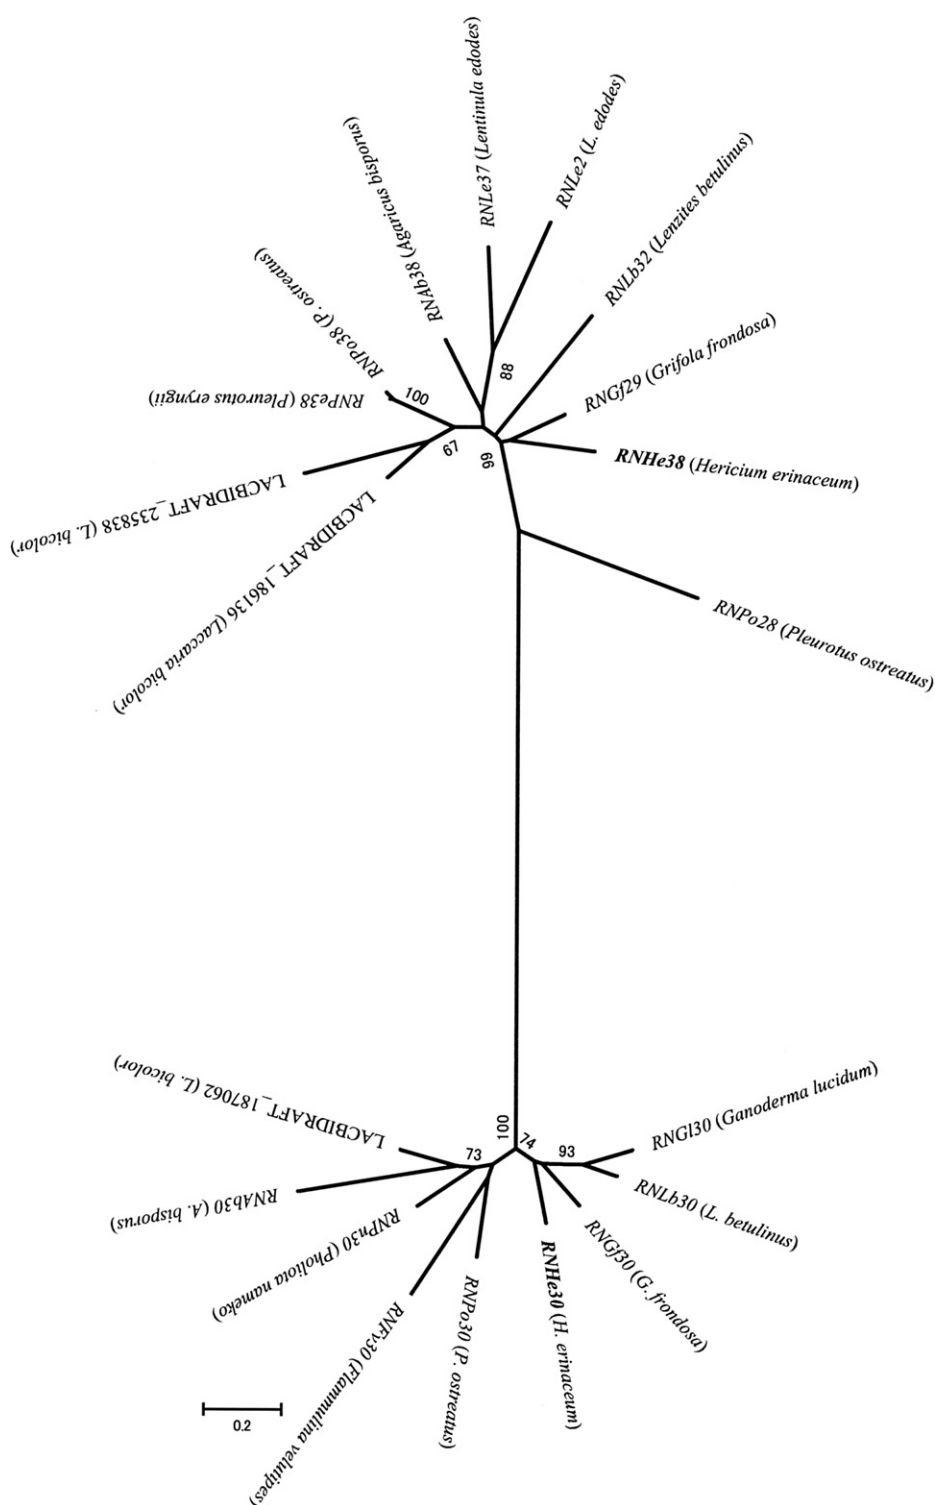 RNLe37 (Lentinula edodes)
RNLe2 (L. edodes)
RNAb38 (Agaricus bisporus)
RNLb32 (Lenzites betulinus)
RNPo38 (P. ostreatus)
RNGf29 (Grifola frondosa)
RNPe38 (Pleurotus eryngii)
100
88
67
66
RNHe38 (Hericium erinaceum)
LACBIDRAFT_235838 (L. bicolor)
LACBIDRAFT_186136 (Laccaria bicolor)
RNPo28 (Pleurotus ostreatus)
LACBIDRAFT_187062 (L. bicolor)
100
74
73
93
RNGl30 (Ganoderma lucidum)
RNAb30 (A. bisporus)
RNLb30 (L. betulinus)
RNPn30 (Pholiota nameko)
RNGf30 (G. frondosa)
RNFv30 (Flammulina velutipes)
RNPo30 (P. ostreatus)
RNHe30 (H. erinaceum)
0.2